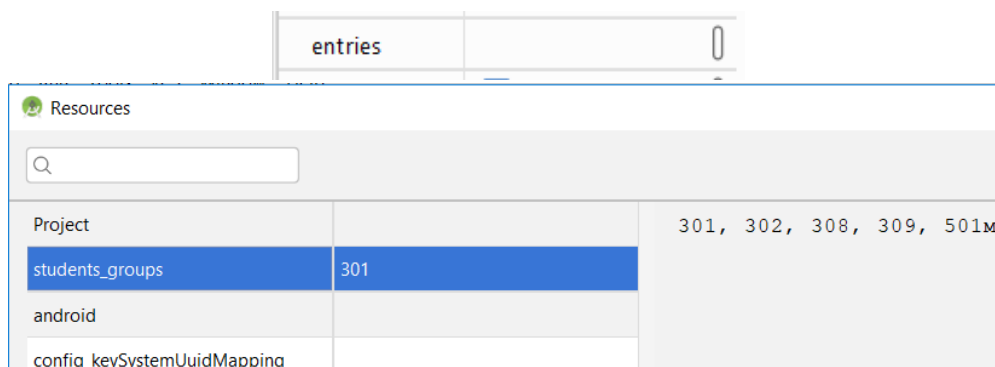 entries
Resources
Project
students_groups 301
301, 302, 308, 309, 501м
android
config_keySystemUuidMapping